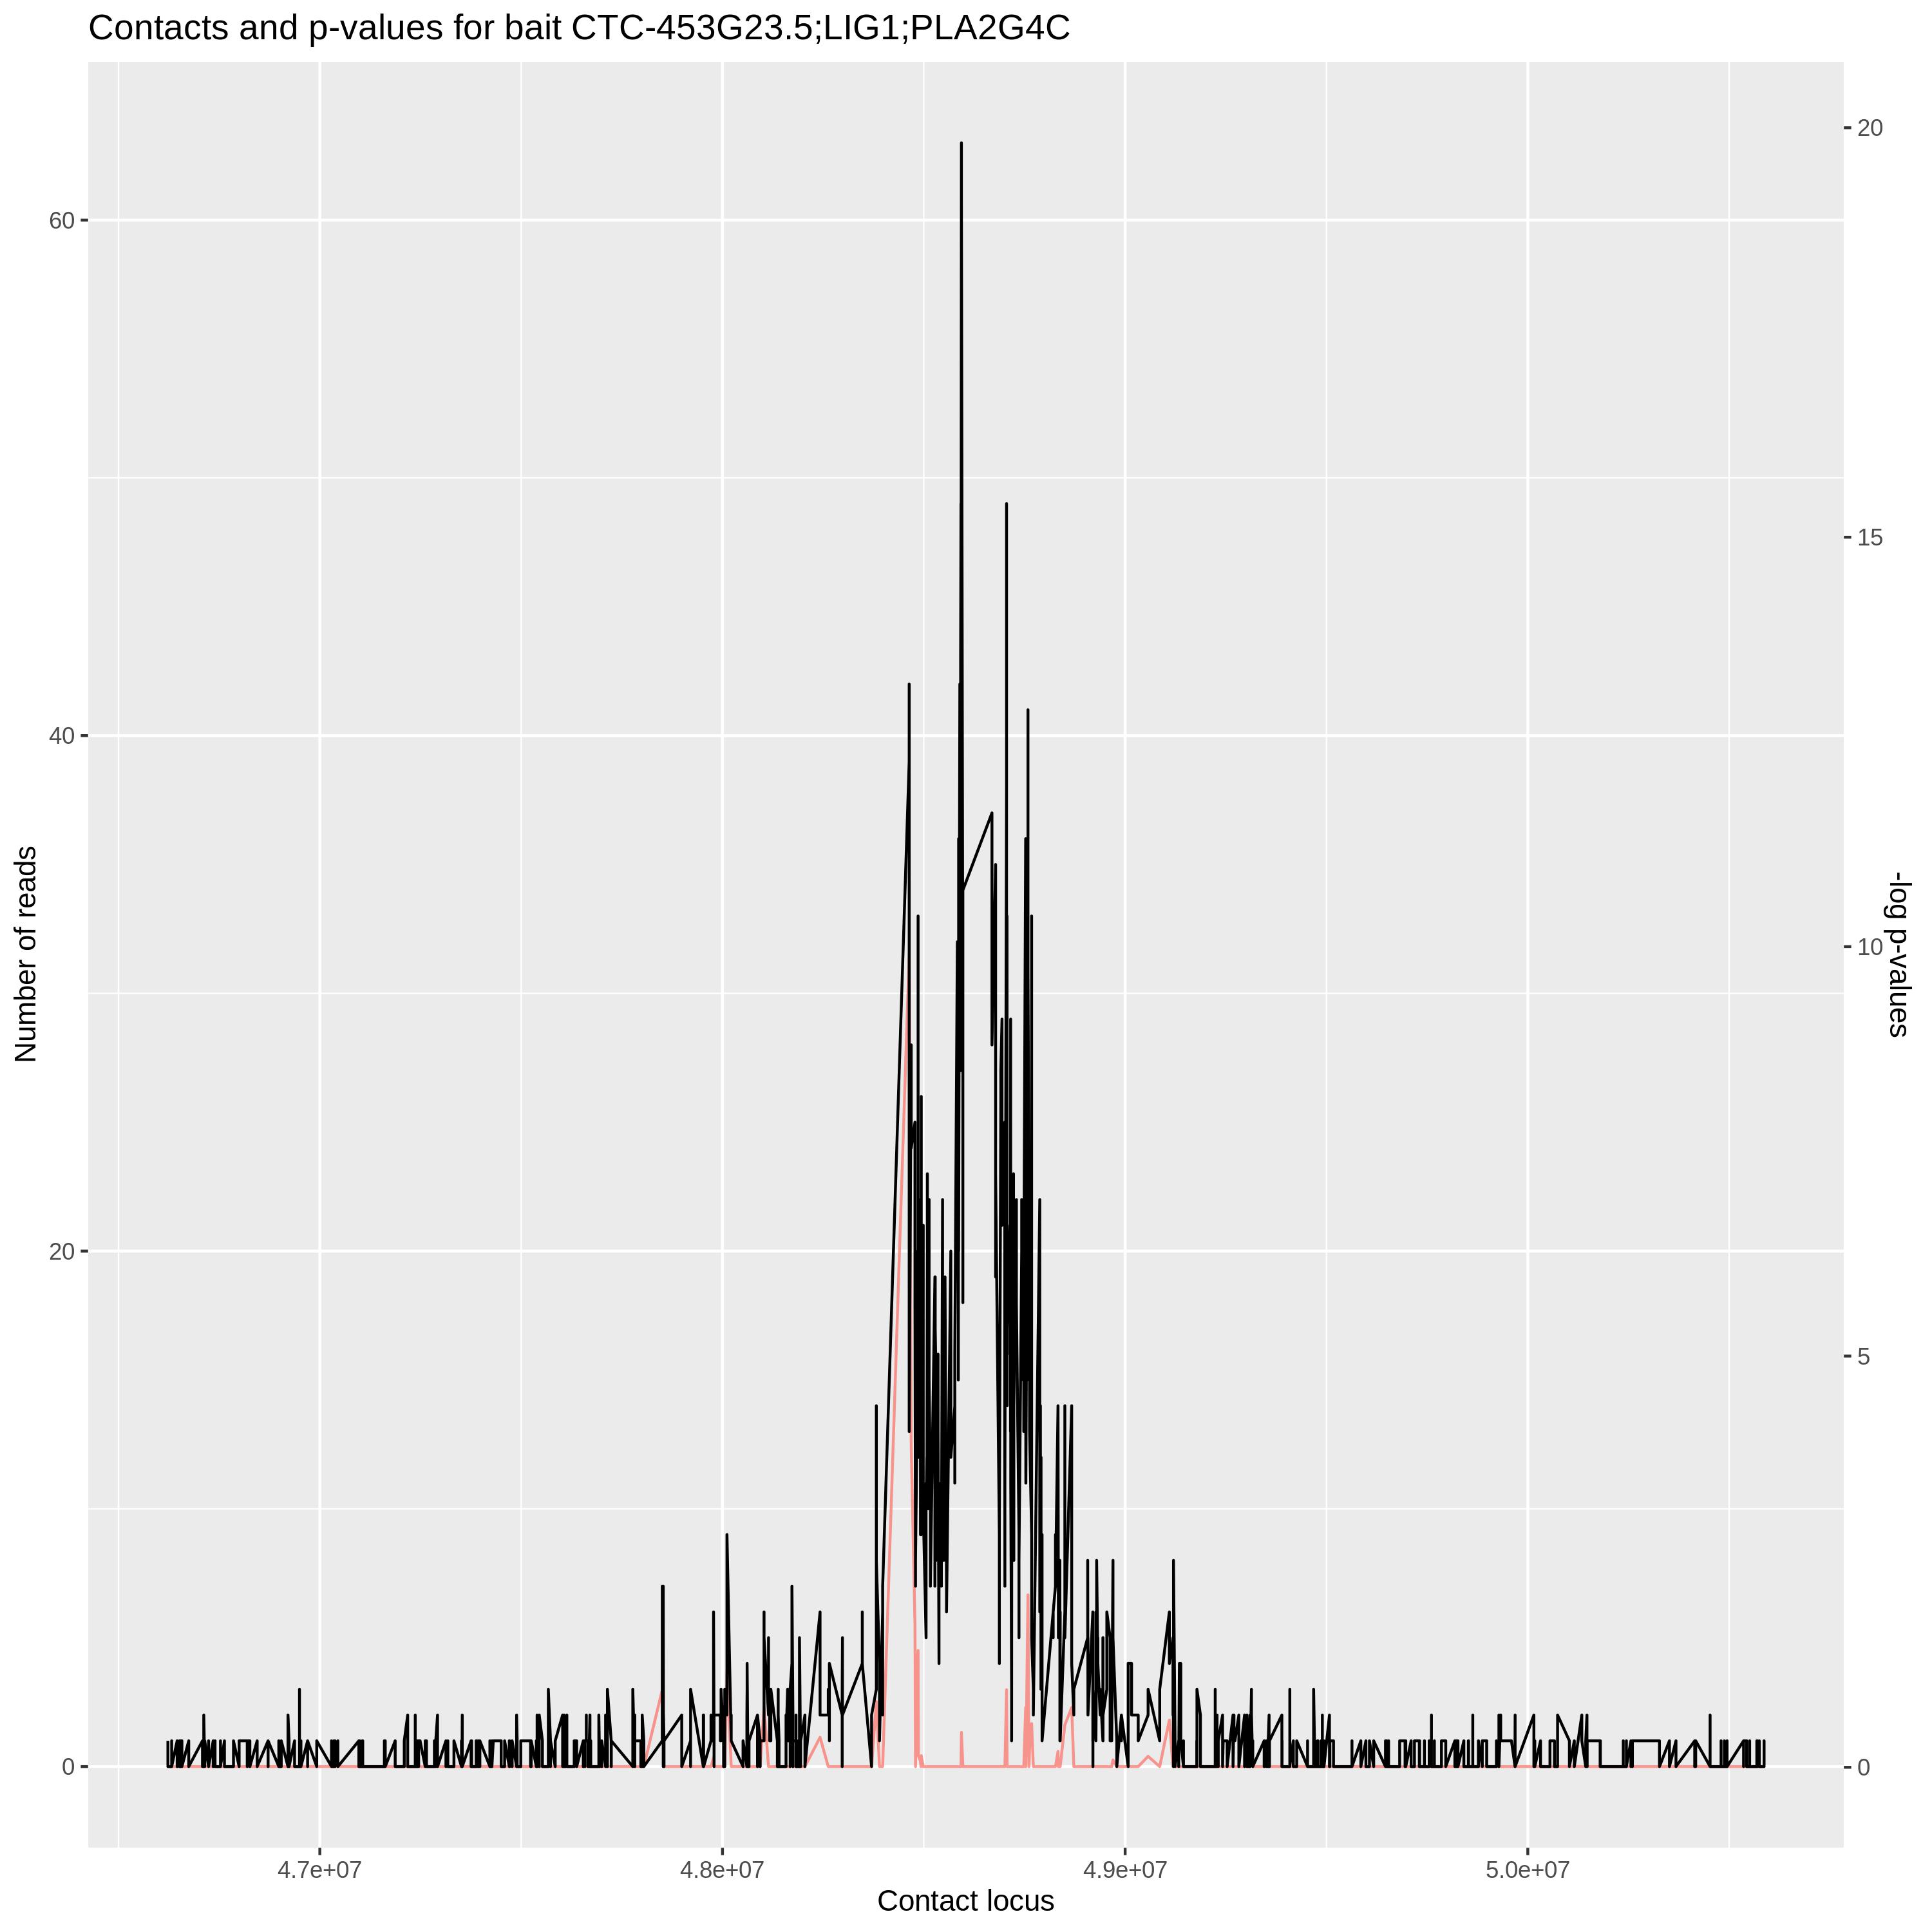 Contacts and p-values for bait CTC-453G23.5;LIG1;PLA2G4C
60
40
20
0
Number of reads
20
15
10
5
0
-log p-values
4.7e+07
4.8e+07
4.9e+07
5.0e+07
Contact locus